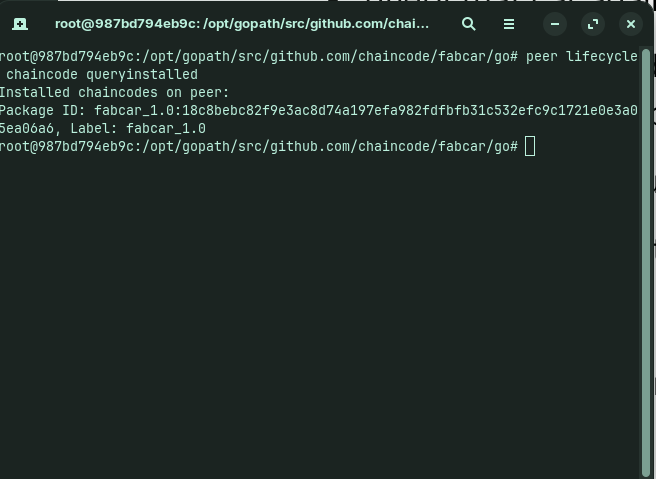 root@987bd794eb9c: /opt/gopath/src/github.com/chai...
root@987bd794eb9c:/opt/gopath/src/github.com/chaincode/fabcar/go# peer lifecycle
 chaincode queryinstalled
Installed chaincodes on peer:
Package ID: fabcar_1.0:18c8bebc82f9e3ac8d74a197efa982fdfbfb31c532efc9c1721e0e3a0
5ea06a6, Label: fabcar_1.0
root@987bd794eb9c:/opt/gopath/src/github.com/chaincode/fabcar/go#